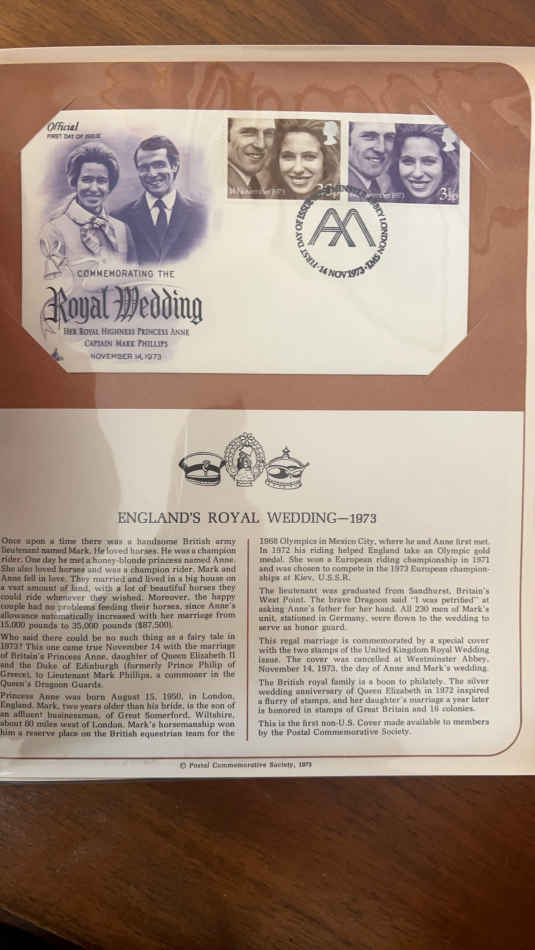 Official
FIRST DAY OF ISSUE
14 November 1973
3½
3½
FIRST DAY OF ISSUE
LONDON
14 NOV 1973
COMMEMORATING THE
Royal Wedding
HER ROYAL HIGHNESS PRINCESS ANNE
CAPTAIN MARK PHILLIPS
NOVEMBER 14, 1973
ENGLAND'S ROYAL WEDDING—1973
Once upon a time there was a handsome British army
lieutenant named Mark. He loved horses. He was a champion
rider. One day he met a honey-blonde princess named Anne.
She also loved horses and was a champion rider. Mark and
Anne fell in love. They married and lived in a big house on
a vast amount of land, with a lot of beautiful horses they
could ride whenever they wished. Moreover, the happy
couple had no problems feeding their horses, since Anne's
allowance automatically increased with her marriage from
15,000 pounds to 35,000 pounds ($87,500).
Who said there could be no such thing as a fairy tale in
1973? This one came true November 14 with the marriage
of Britain's Princess Anne, daughter of Queen Elizabeth II
and the Duke of Edinburgh (formerly Prince Philip of
Greece), to Lieutenant Mark Phillips, a commoner in the
Queen's Dragoon Guards.
Princess Anne was born August 15, 1950, in London,
England. Mark, two years older than his bride, is the son of
an affluent businessman, of Great Somerford, Wiltshire,
about 80 miles west of London. Mark's horsemanship won
him a reserve place on the British equestrian team for the
1968 Olympics in Mexico City, where he and Anne first met.
In 1972 his riding helped England take an Olympic gold
medal. She won a European riding championship in 1971
and was chosen to compete in the 1973 European champion-
ships at Kiev, U.S.S.R.
The lieutenant was graduated from Sandhurst, Britain's
West Point. The brave Dragoon said "I was petrified" at
asking Anne's father for her hand. All 230 men of Mark's
unit, stationed in Germany, were flown to the wedding to
serve as honor guard.
This regal marriage is commemorated by a special cover
with the two stamps of the United Kingdom Royal Wedding
issue. The cover was cancelled at Westminster Abbey,
November 14, 1973, the day of Anne and Mark's wedding.
The British royal family is a boon to philately. The silver
wedding anniversary of Queen Elizabeth in 1972 inspired
a flurry of stamps, and her daughter's marriage a year later
is honored in stamps of Great Britain and 16 colonies.
This is the first non-U.S. Cover made available to members
by the Postal Commemorative Society.
© Postal Commemorative Society, 1973